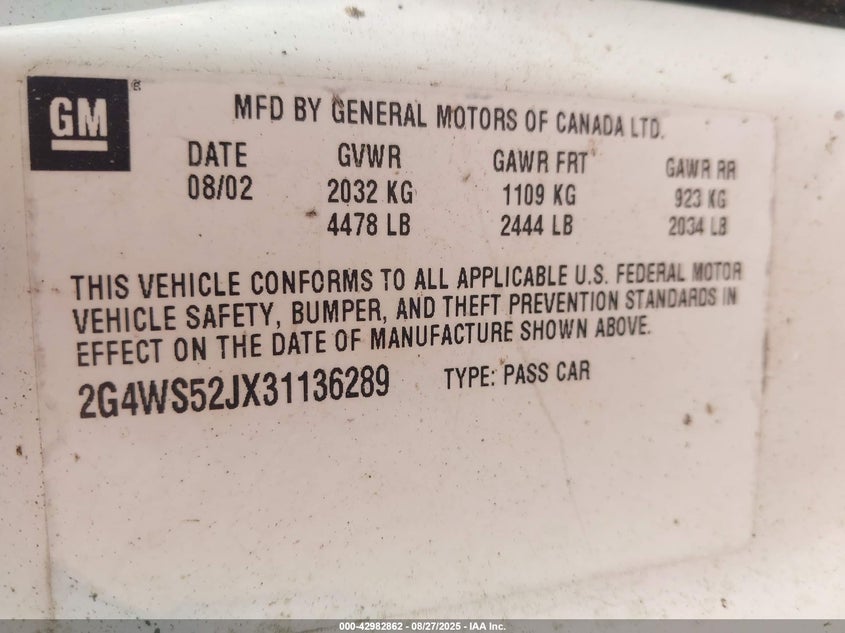 GM
MFD BY GENERAL MOTORS OF CANADA LTD.
DATE GVWR GAWR FRT GAWR RR
08/02 2032 KG 1109 KG 923 KG
4478 LB 2444 LB 2034 LB
THIS VEHICLE CONFORMS TO ALL APPLICABLE U.S. FEDERAL MOTOR
VEHICLE SAFETY, BUMPER, AND THEFT PREVENTION STANDARDS IN
EFFECT ON THE DATE OF MANUFACTURE SHOWN ABOVE.
2G4WS52JX31136289 TYPE: PASS CAR
000-42982862 - 08/27/2025 - IAA Inc.